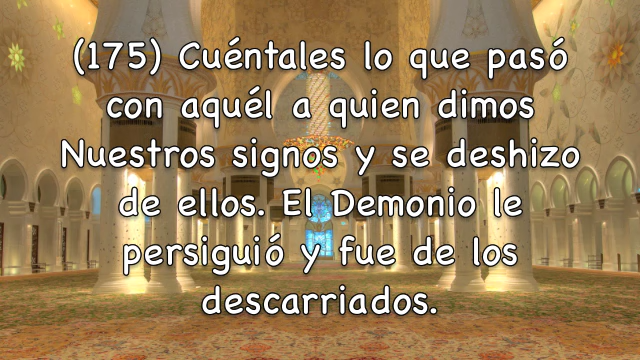 (175) Cuéntales lo que pasó
con aquél a quien dimos
Nuestros signos y se deshizo
de ellos. El Demonio le
persiguió y fue de los
descarriados.